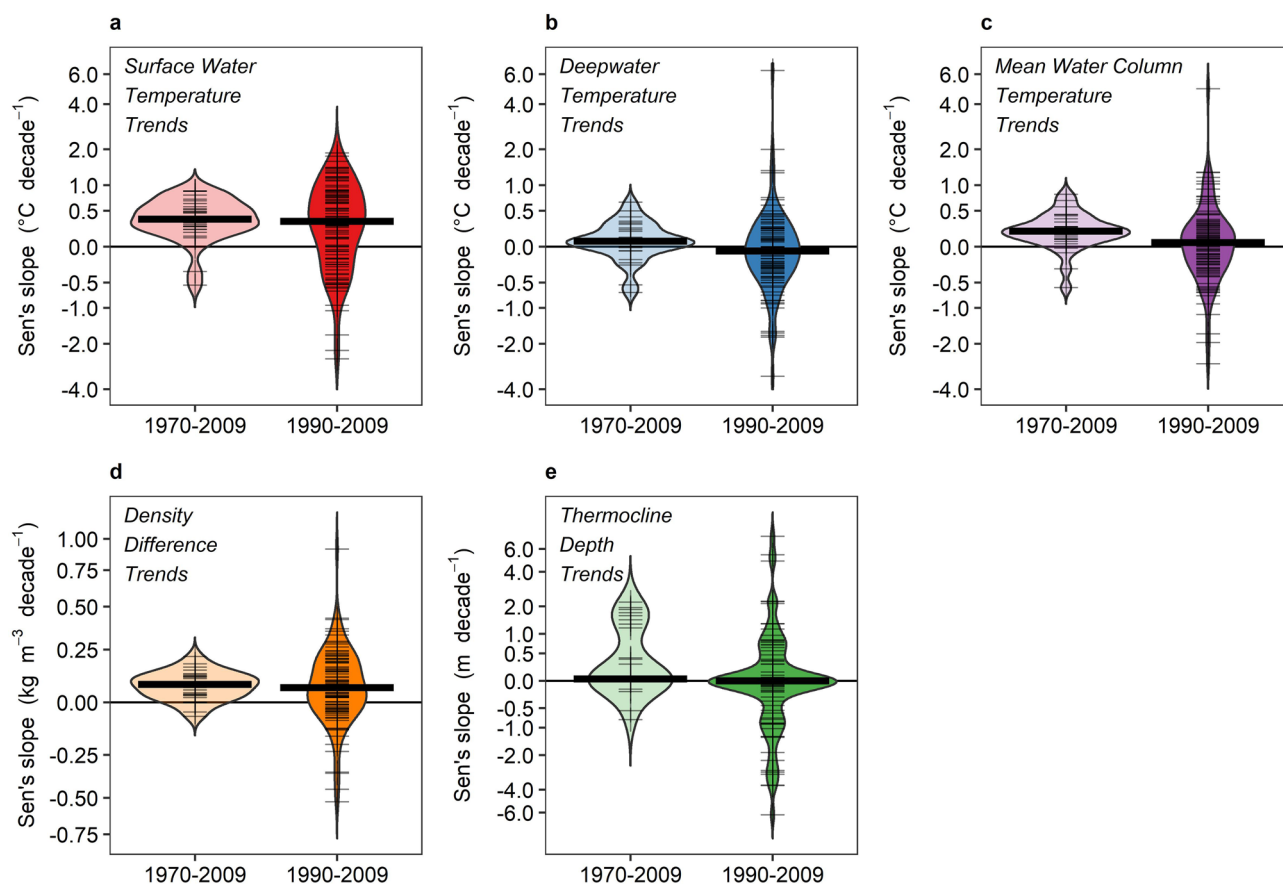 a
Surface Water
Temperature
Trends
Sen's slope (°C decade⁻¹)
6.0
4.0
2.0
1.0
0.5
0.0
-0.5
-1.0
-2.0
-4.0
1970-2009 1990-2009
b
Deepwater
Temperature
Trends
Sen's slope (°C decade⁻¹)
6.0
4.0
2.0
1.0
0.5
0.0
-0.5
-1.0
-2.0
-4.0
1970-2009 1990-2009
c
Mean Water Column
Temperature
Trends
Sen's slope (°C decade⁻¹)
6.0
4.0
2.0
1.0
0.5
0.0
-0.5
-1.0
-2.0
-4.0
1970-2009 1990-2009
d
Density
Difference
Trends
Sen's slope (kg m⁻³ decade⁻¹)
1.00
0.75
0.50
0.25
0.00
-0.25
-0.50
-0.75
1970-2009 1990-2009
e
Thermocline
Depth
Trends
Sen's slope (m decade⁻¹)
6.0
4.0
2.0
1.0
0.5
0.0
-0.5
-1.0
-2.0
-4.0
-6.0
1970-2009 1990-2009